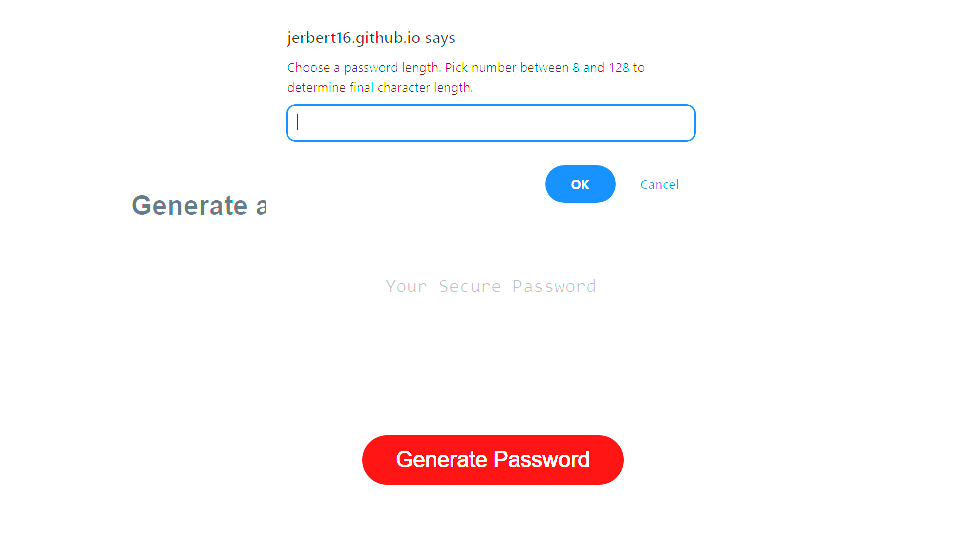 jerbert16.github.io says
Choose a password length. Pick number between 8 and 128 to
determine final character length.
OK
Cancel
Generate a
Your Secure Password
Generate Password